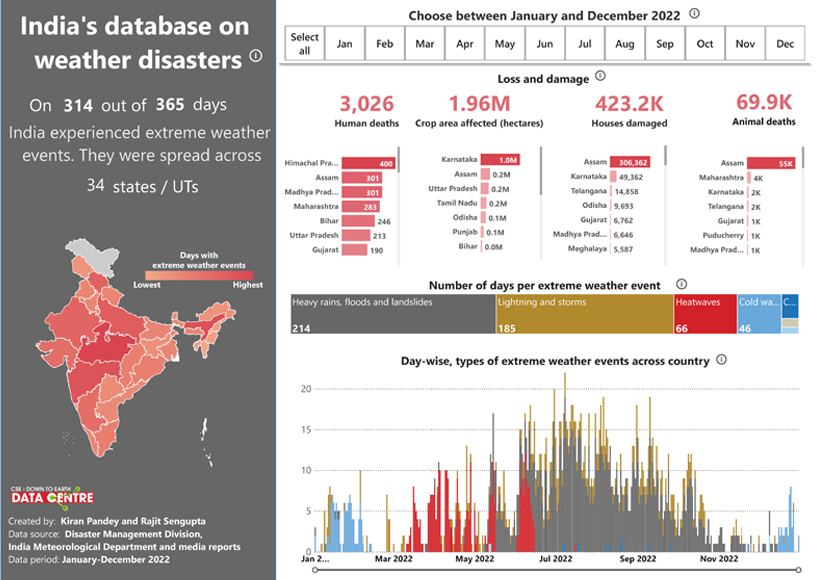 India's database on
weather disasters
On 314 out of 365 days
India experienced extreme weather
events. They were spread across
34 states / UTs
Days with
extreme weather events
Lowest Highest
CSE | DOWN TO EARTH
DATA CENTRE
Created by: Kiran Pandey and Rajit Sengupta
Data source: Disaster Management Division,
India Meteorological Department and media reports
Data period: January-December 2022
Choose between January and December 2022
Select
all
Jan Feb Mar Apr May Jun Jul Aug Sep Oct Nov Dec
Loss and damage
3,026
Human deaths
Himachal Pra... 400
Assam 301
Madhya Prad... 301
Maharashtra 283
Bihar 246
Uttar Pradesh 213
Gujarat 190
1.96M
Crop area affected (hectares)
Karnataka 1.0M
Assam 0.2M
Uttar Pradesh 0.2M
Tamil Nadu 0.2M
Odisha 0.1M
Punjab 0.1M
Bihar 0.0M
423.2K
Houses damaged
Assam 306,362
Karnataka 49,362
Telangana 14,858
Odisha 9,693
Gujarat 6,762
Madhya Prad... 6,646
Meghalaya 5,587
69.9K
Animal deaths
Assam 55K
Maharashtra 4K
Karnataka 2K
Telangana 2K
Gujarat 1K
Puducherry 1K
Madhya Prad... 1K
Number of days per extreme weather event
Heavy rains, floods and landslides Lightning and storms Heatwaves Cold wa... C...
214 185 66 46
Day-wise, types of extreme weather events across country
20
15
10
5
0
Jan 2... Mar 2022 May 2022 Jul 2022 Sep 2022 Nov 2022